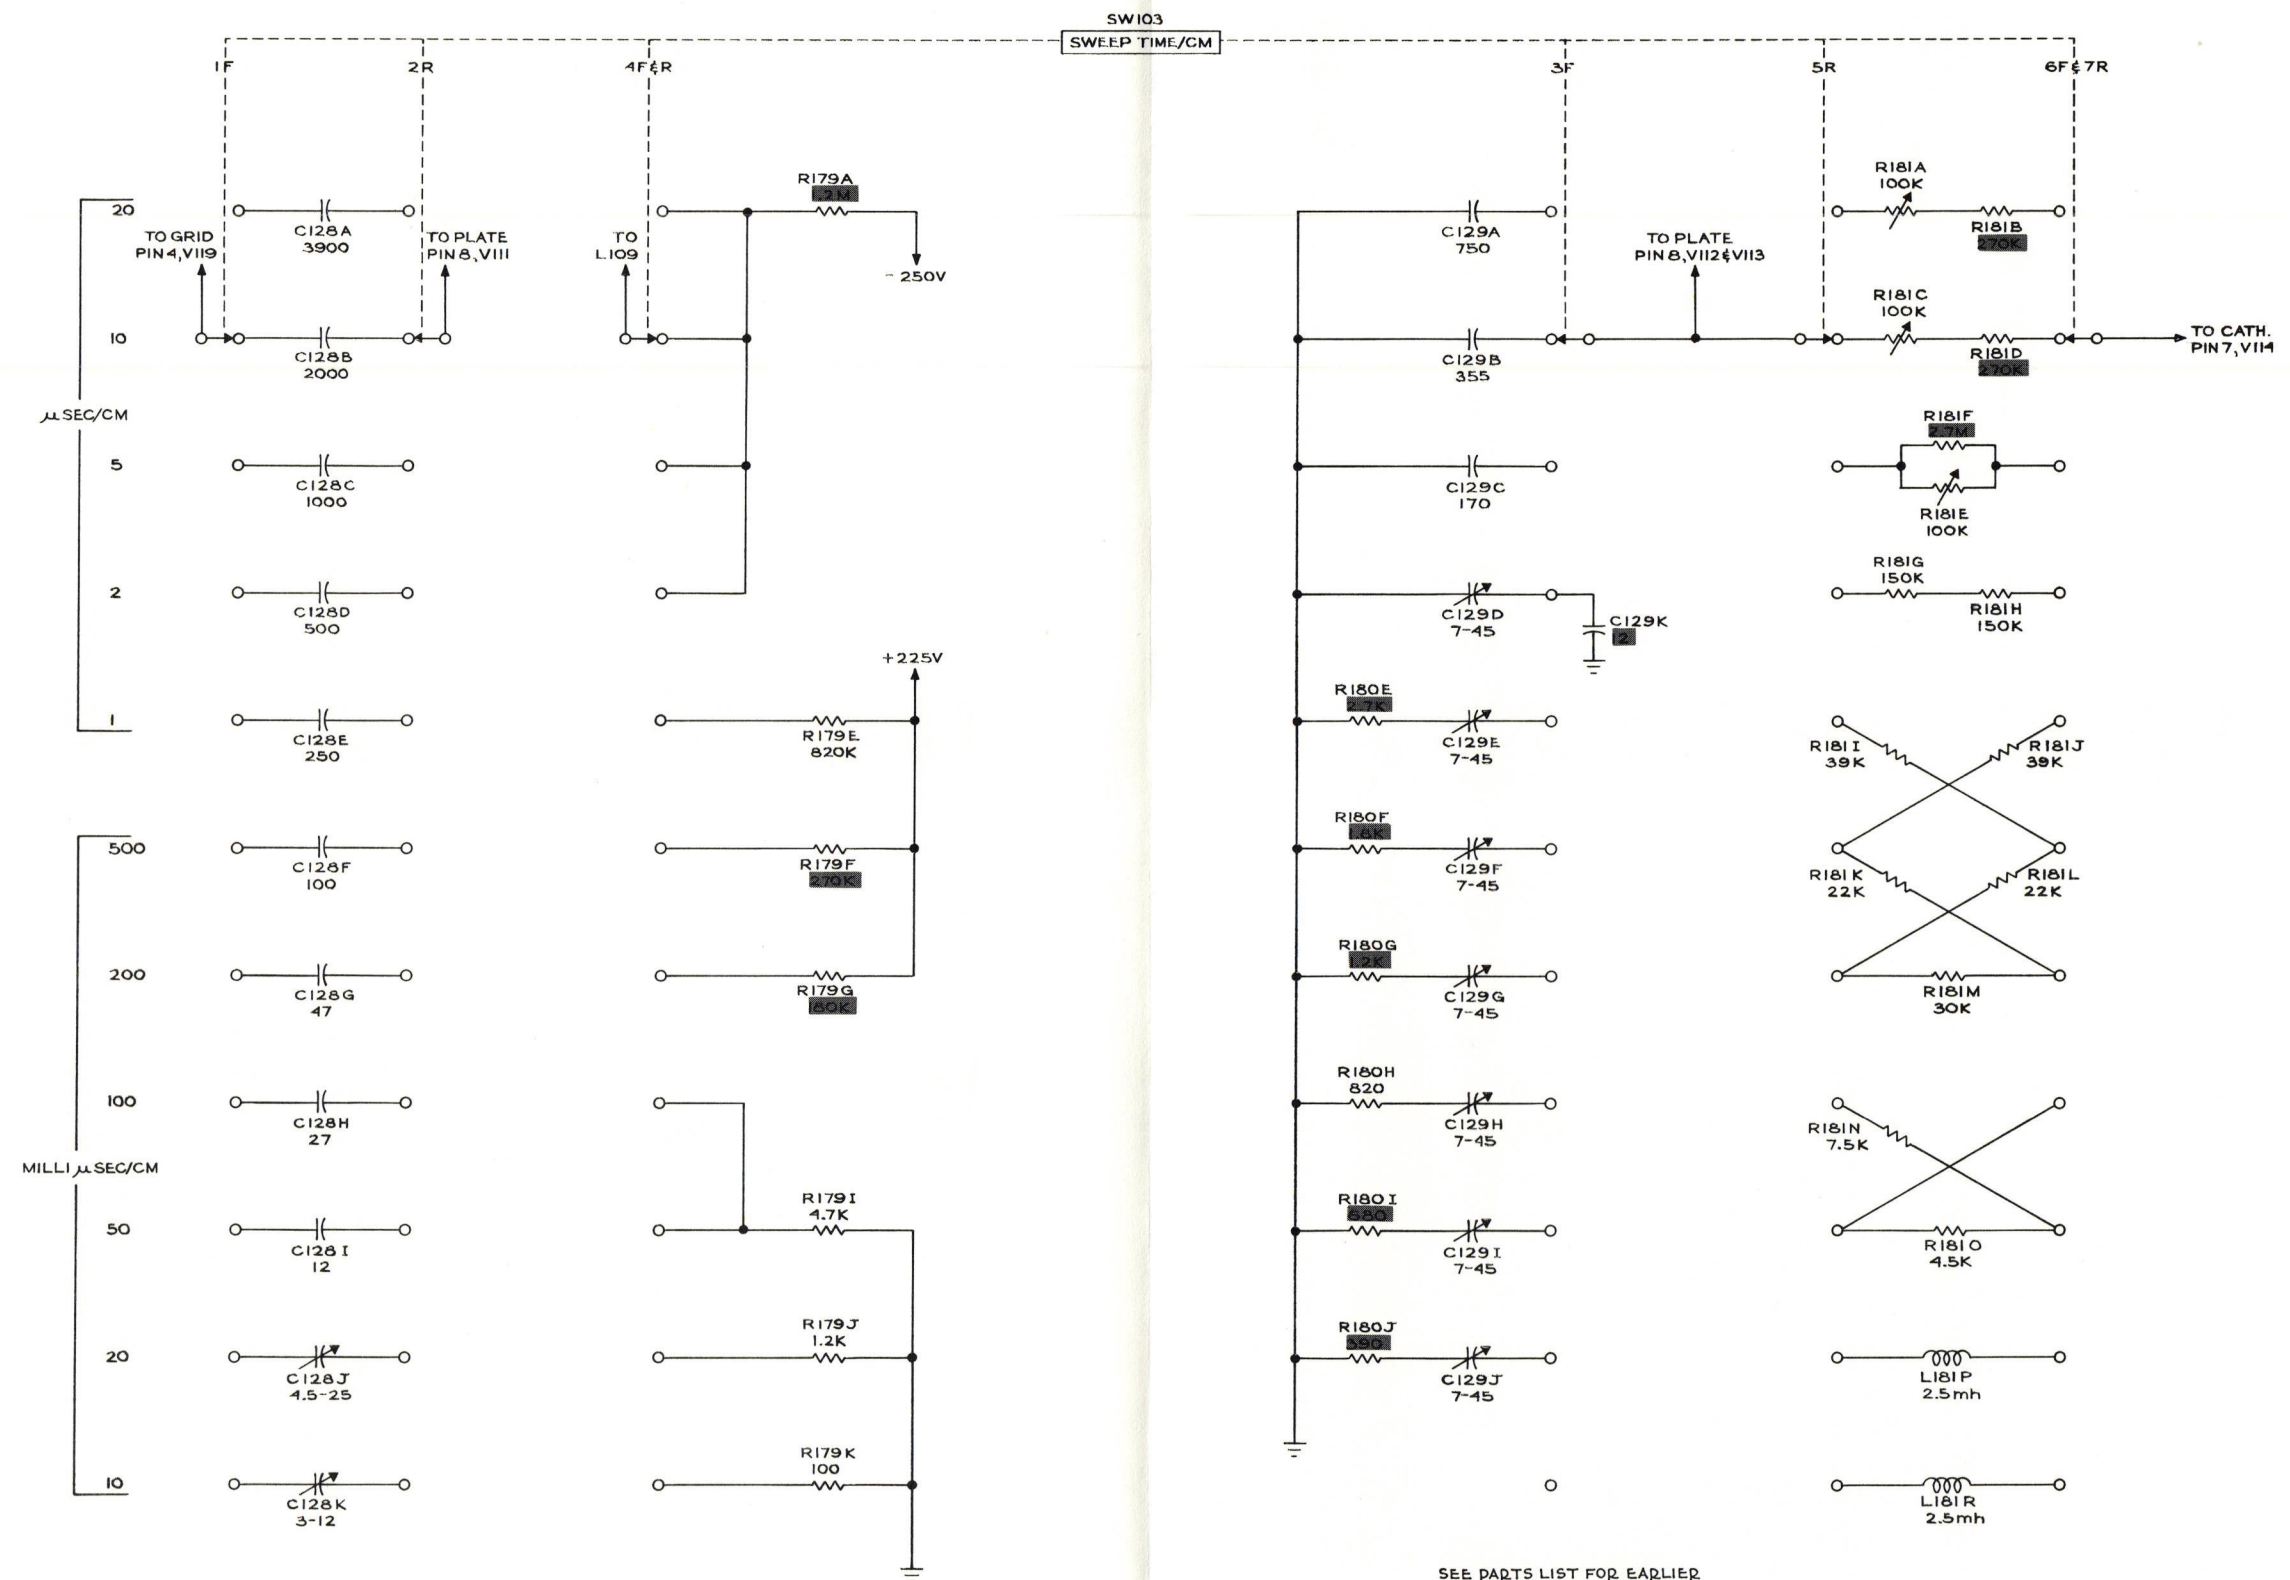 SW103
SWEEP TIME/CM
1F
2R
4F&R
3F
5R
6F&7R
20
C128A
3900
R179A
1.2M
- 250V
C129A
750
R181A
100K
R181B
270K
TO GRID
PIN 4, V119
TO PLATE
PIN 8, V111
TO
L109
TO PLATE
PIN 8, V112&V113
10
C128B
2000
C129B
355
R181C
100K
R181D
270K
TO CATH.
PIN 7, V114
µSEC/CM
5
C128C
1000
C129C
170
R181F
2.7M
R181E
100K
2
C128D
500
C129D
7-45
C129K
12
R181G
150K
R181H
150K
+225V
1
C128E
250
R179E
820K
R180E
2.7K
C129E
7-45
R181I
39K
R181J
39K
500
C128F
100
R179F
270K
R180F
1.8K
C129F
7-45
R181K
22K
R181L
22K
200
C128G
47
R179G
180K
R180G
1.2K
C129G
7-45
R181M
30K
100
C128H
27
R180H
820
C129H
7-45
R181N
7.5K
MILLI µSEC/CM
50
C128I
12
R179I
4.7K
R180I
680
C129I
7-45
R181O
4.5K
20
C128J
4.5-25
R179J
1.2K
R180J
390
C129J
7-45
L181P
2.5mh
10
C128K
3-12
R179K
100
L181R
2.5mh
SEE PARTS LIST FOR EARLIER